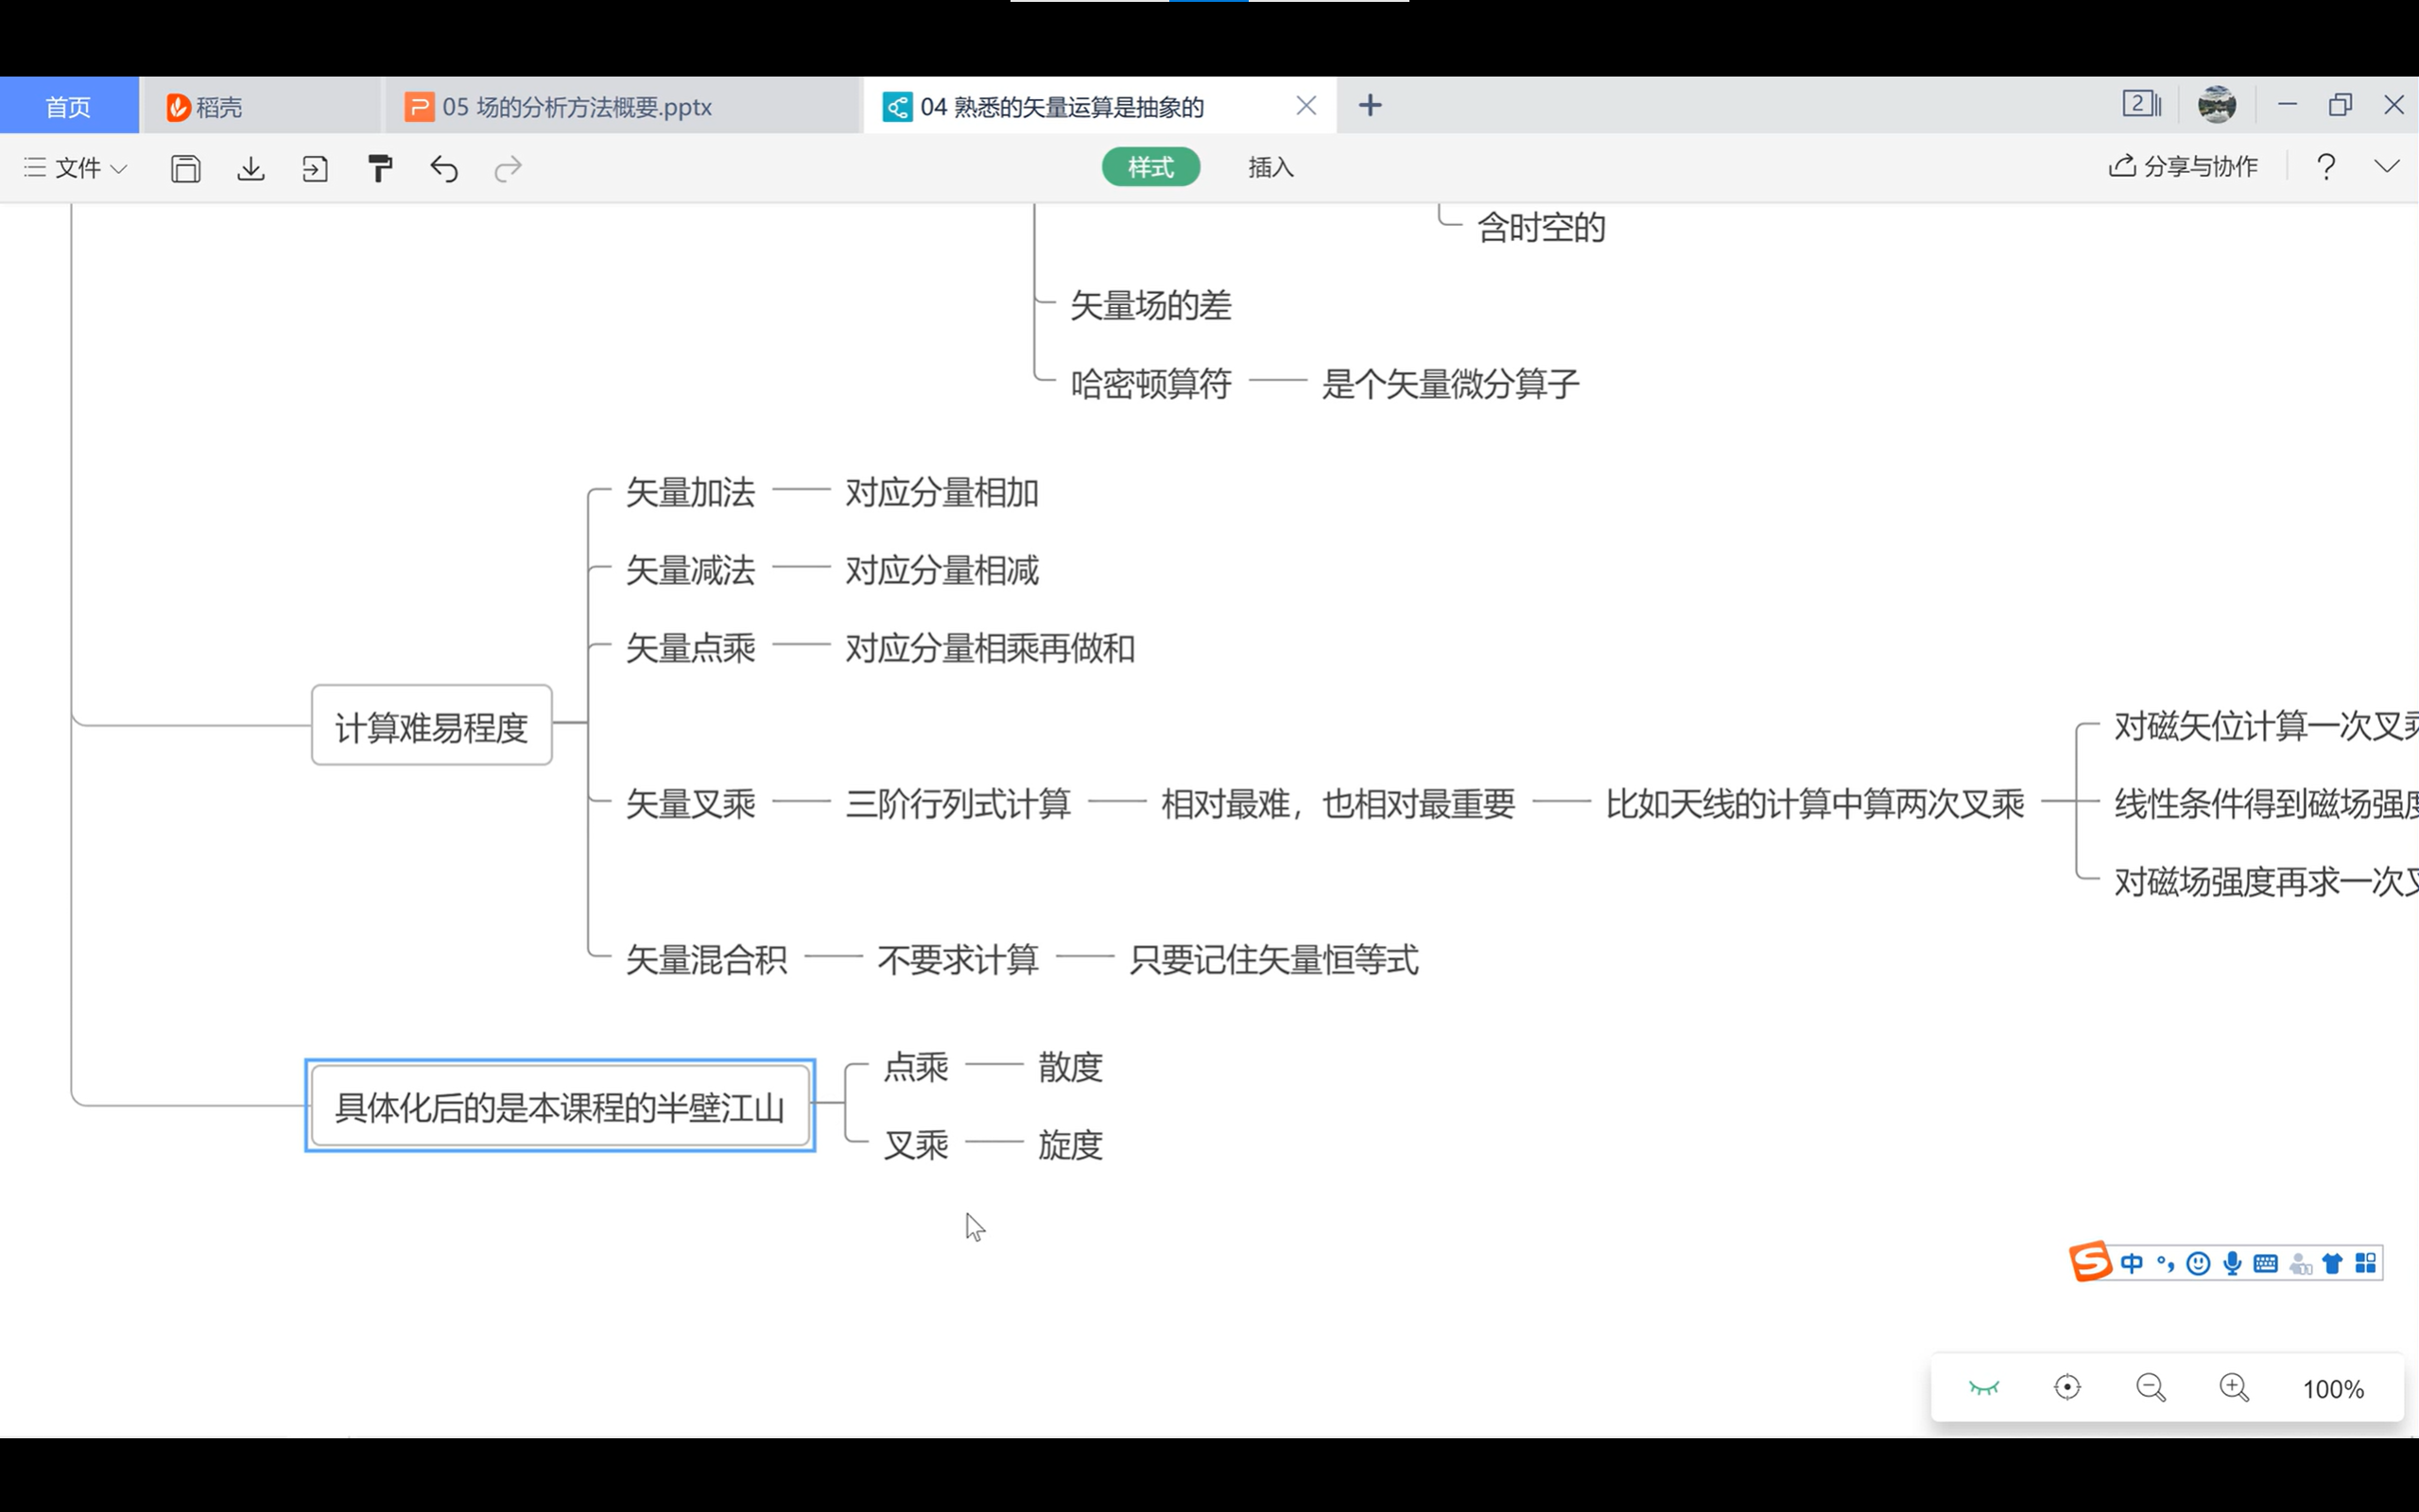 首页
稻壳
05 场的分析方法概要.pptx
04 熟悉的矢量运算是抽象的
2
文件
样式
插入
分享与协作
含时空的
矢量场的差
哈密顿算符
是个矢量微分算子
矢量加法
对应分量相加
矢量减法
对应分量相减
矢量点乘
对应分量相乘再做和
计算难易程度
矢量叉乘
三阶行列式计算
相对最难，也相对最重要
比如天线的计算中算两次叉乘
对磁矢位计算一次叉乘
线性条件得到磁场强度
对磁场强度再求一次叉
矢量混合积
不要求计算
只要记住矢量恒等式
具体化后的是本课程的半壁江山
点乘
散度
叉乘
旋度
中
100%